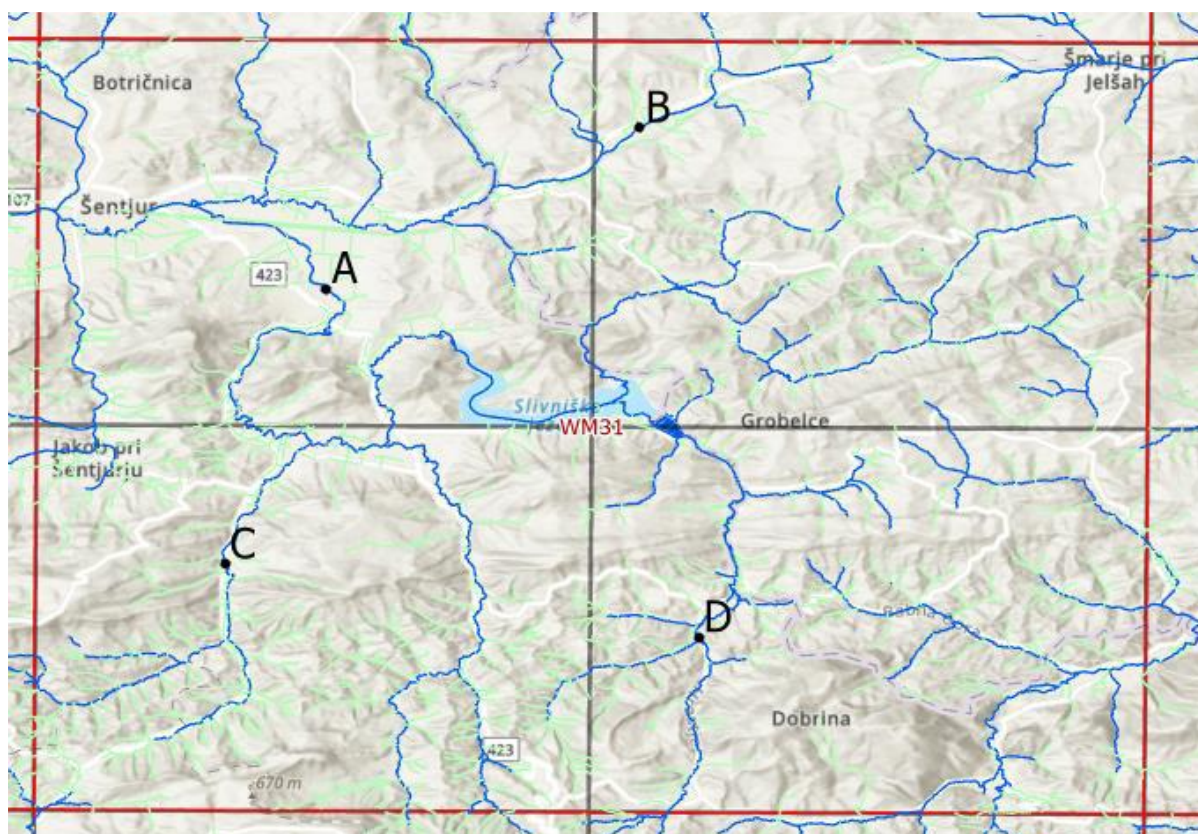 Botričnica
Šmarje pri
Jelšah
B
107
Šentjur
423
A
Slivniško
WM31
Grobelce
Jakob pri
Šentjurju
C
D
Dobrina
423
670 m